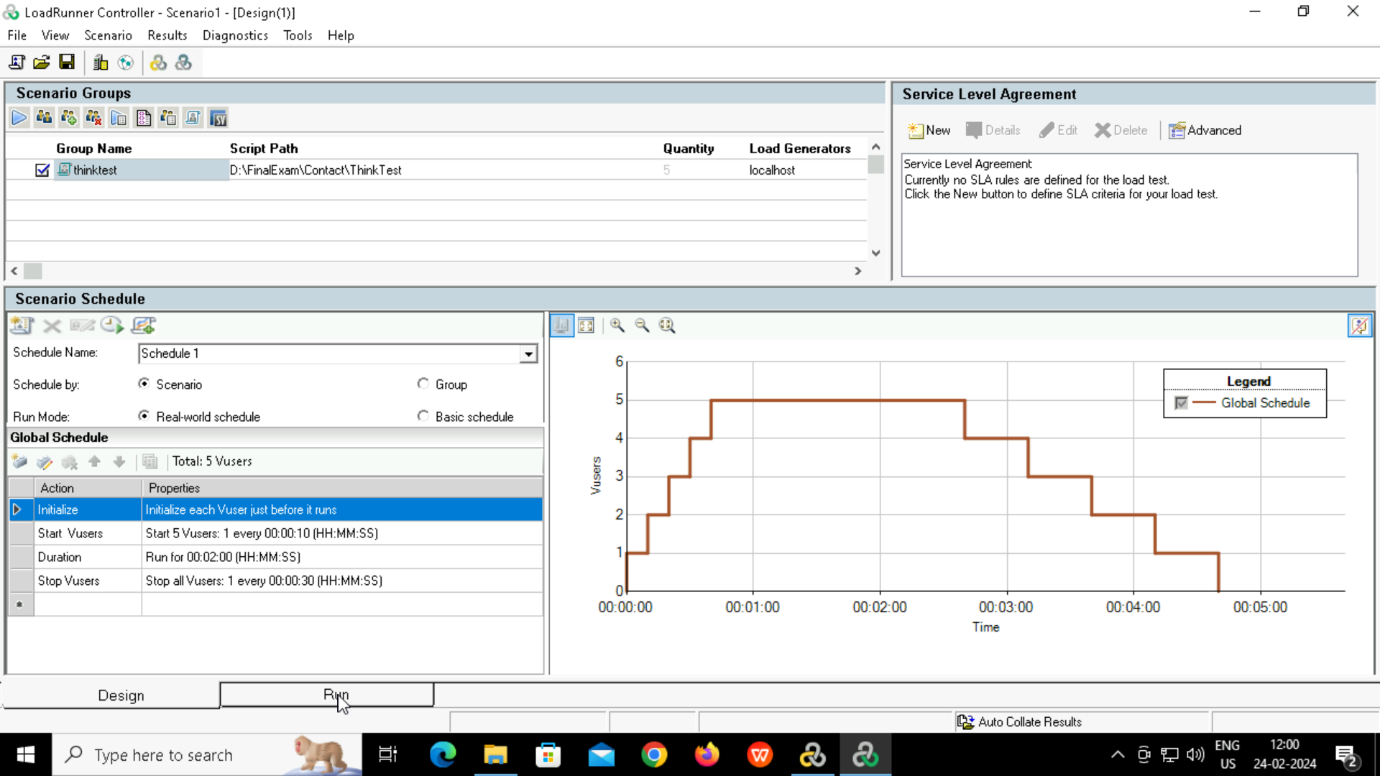 LoadRunner Controller - Scenario1 - [Design(1)]
File View Scenario Results Diagnostics Tools Help
Scenario Groups
Group Name Script Path Quantity Load Generators
thinktest D:\FinalExam\Contact\ThinkTest 5 localhost
Service Level Agreement
New Details Edit Delete Advanced
Service Level Agreement
Currently no SLA rules are defined for the load test.
Click the New button to define SLA criteria for your load test.
Scenario Schedule
Schedule Name: Schedule 1
Schedule by: Scenario Group
Run Mode: Real-world schedule Basic schedule
Global Schedule
Total: 5 Vusers
Action Properties
Initialize Initialize each Vuser just before it runs
Start Vusers Start 5 Vusers: 1 every 00:00:10 (HH:MM:SS)
Duration Run for 00:02:00 (HH:MM:SS)
Stop Vusers Stop all Vusers: 1 every 00:00:30 (HH:MM:SS)
*
Legend
Global Schedule
Vusers
6
5
4
3
2
1
0
00:00:00 00:01:00 00:02:00 00:03:00 00:04:00 00:05:00
Time
Design Run
Auto Collate Results
Type here to search
ENG
US
12:00
24-02-2024
2